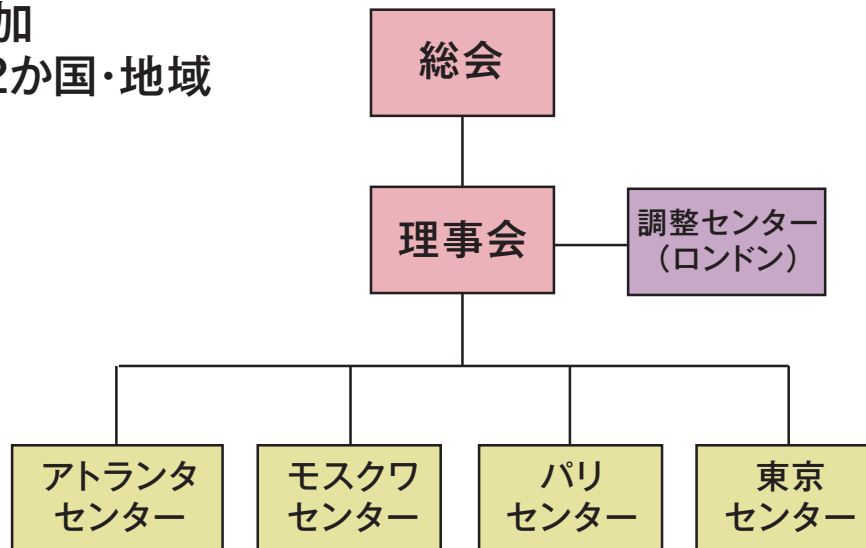 加
2か国・地域
総会
理事会
調整センター
（ロンドン）
アトランタ
センター
モスクワ
センター
パリ
センター
東京
センター